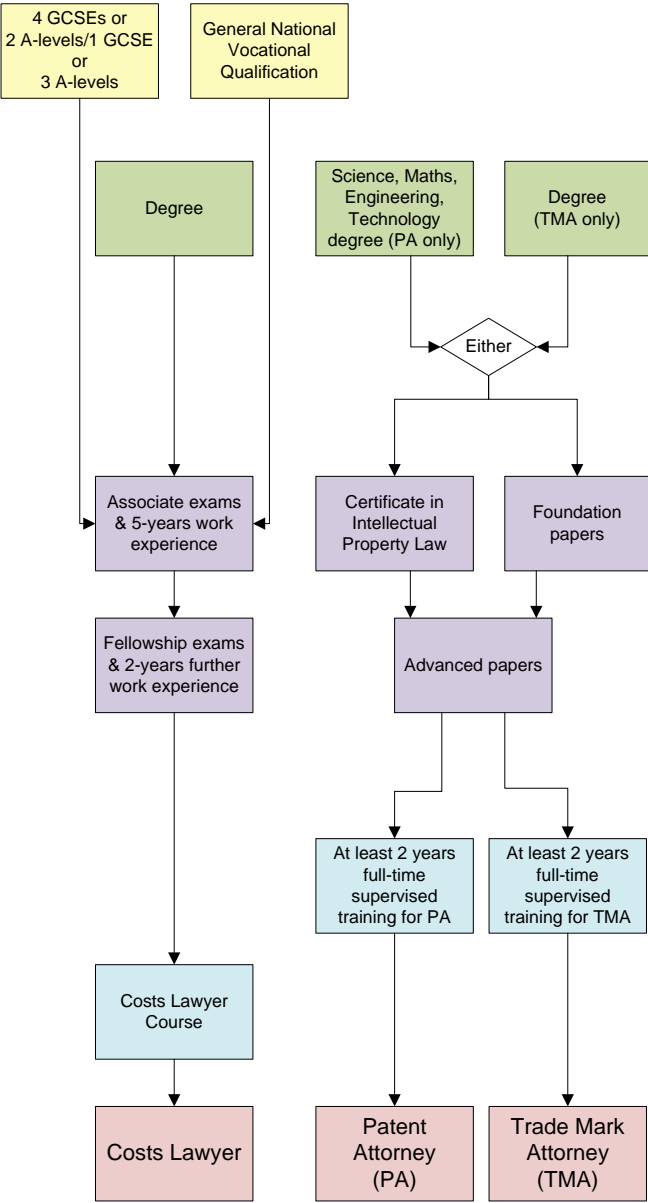 4 GCSEs or
2 A-levels/1 GCSE
or
3 A-levels
General National
Vocational
Qualification
Degree
Science, Maths,
Engineering,
Technology
degree (PA only)
Degree
(TMA only)
Either
Associate exams
& 5-years work
experience
Certificate in
Intellectual
Property Law
Foundation
papers
Fellowship exams
& 2-years further
work experience
Advanced papers
At least 2 years
full-time
supervised
training for PA
At least 2 years
full-time
supervised
training for TMA
Costs Lawyer
Course
Costs Lawyer
Patent
Attorney
(PA)
Trade Mark
Attorney
(TMA)